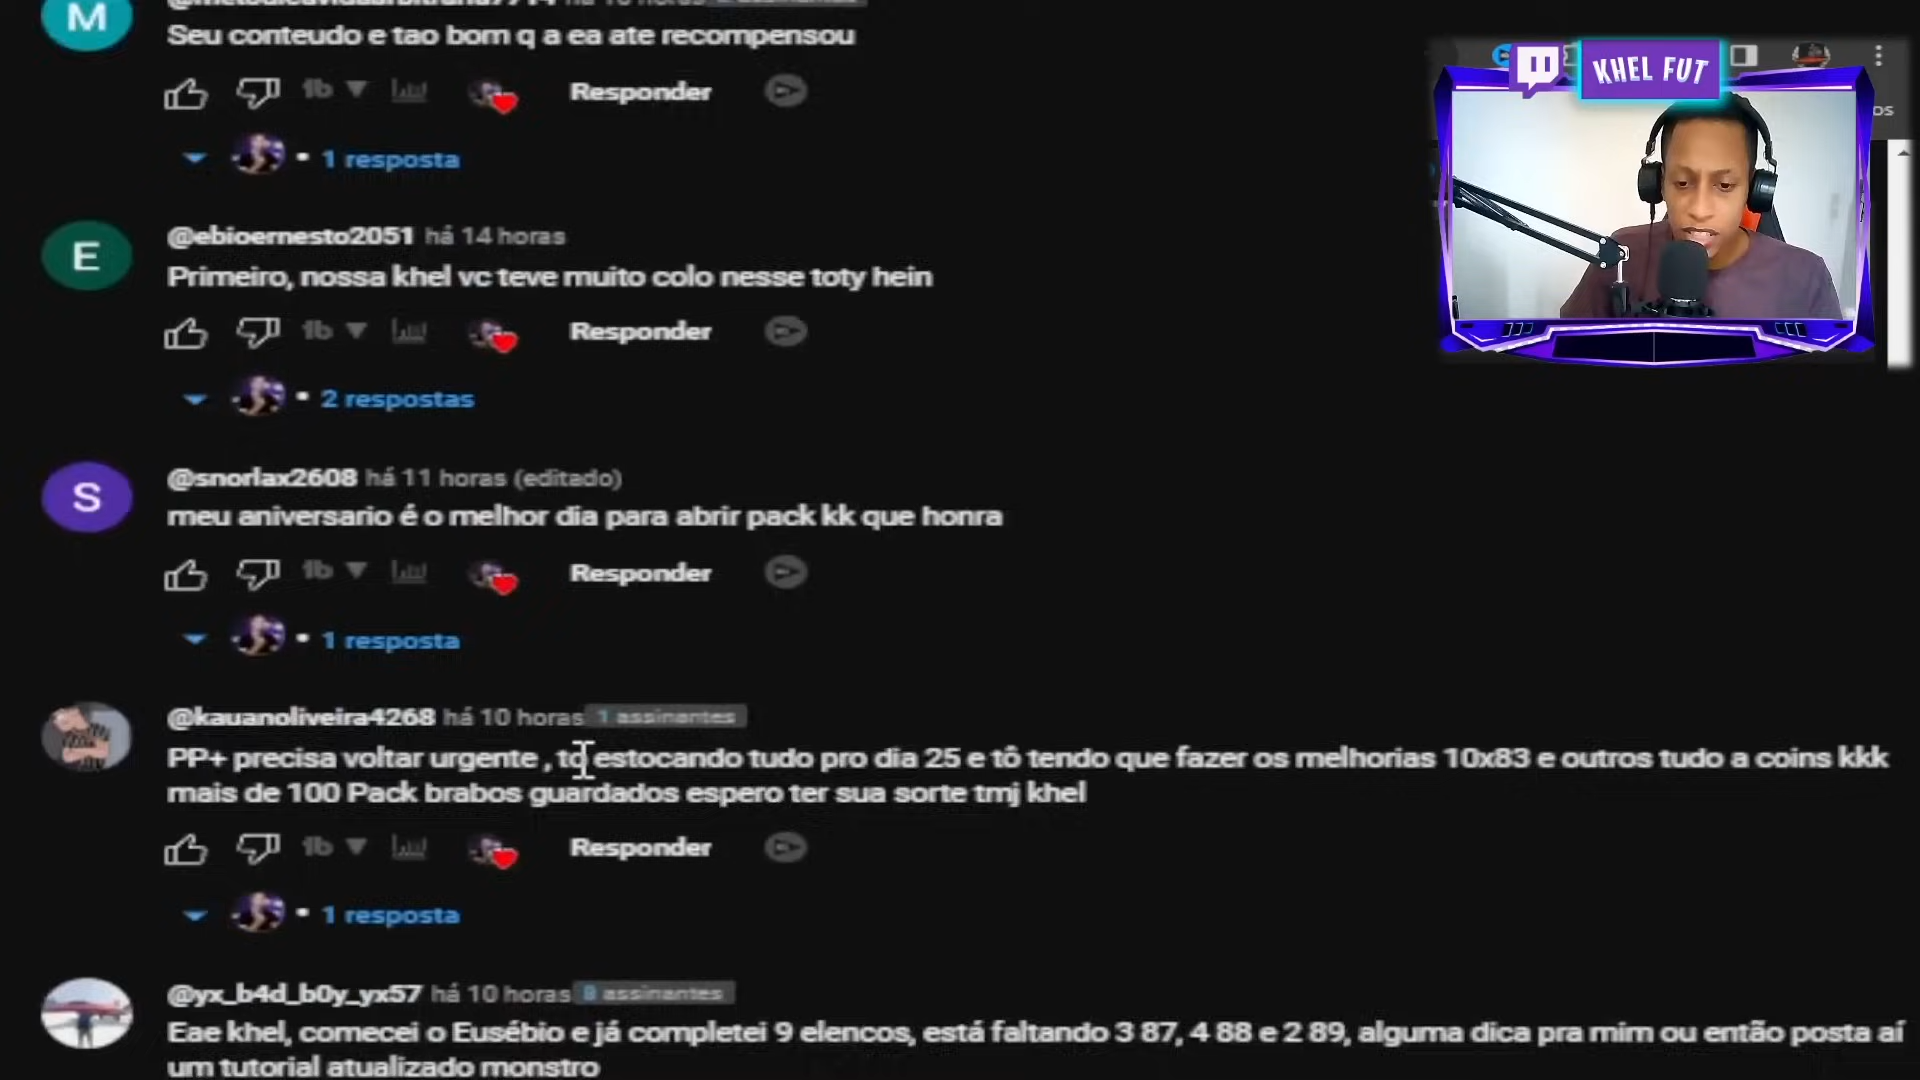 Seu conteudo e tao bom q a ea ate recompensou
KHEL FUT
os
Responder
1 resposta
E
@ebioernesto2051 há 14 horas
Primeiro, nossa khel vc teve muito colo nesse toty hein
Responder
2 respostas
S
@snorlax2608 há 11 horas (editado)
meu aniversario é o melhor dia para abrir pack kk que honra
Responder
1 resposta
@kauanoliveira4268 há 10 horas 1 assinantes
PP+ precisa voltar urgente , to estocando tudo pro dia 25 e tô tendo que fazer os melhorias 10x83 e outros tudo a coins kkk
mais de 100 Pack brabos guardados espero ter sua sorte tmj khel
Responder
1 resposta
@yx_b4d_b0y_yx57 há 10 horas 8 assinantes
Eae khel, comecei o Eusébio e já completei 9 elencos, está faltando 3 87, 4 88 e 2 89, alguma dica pra mim ou então posta aí
um tutorial atualizado monstro